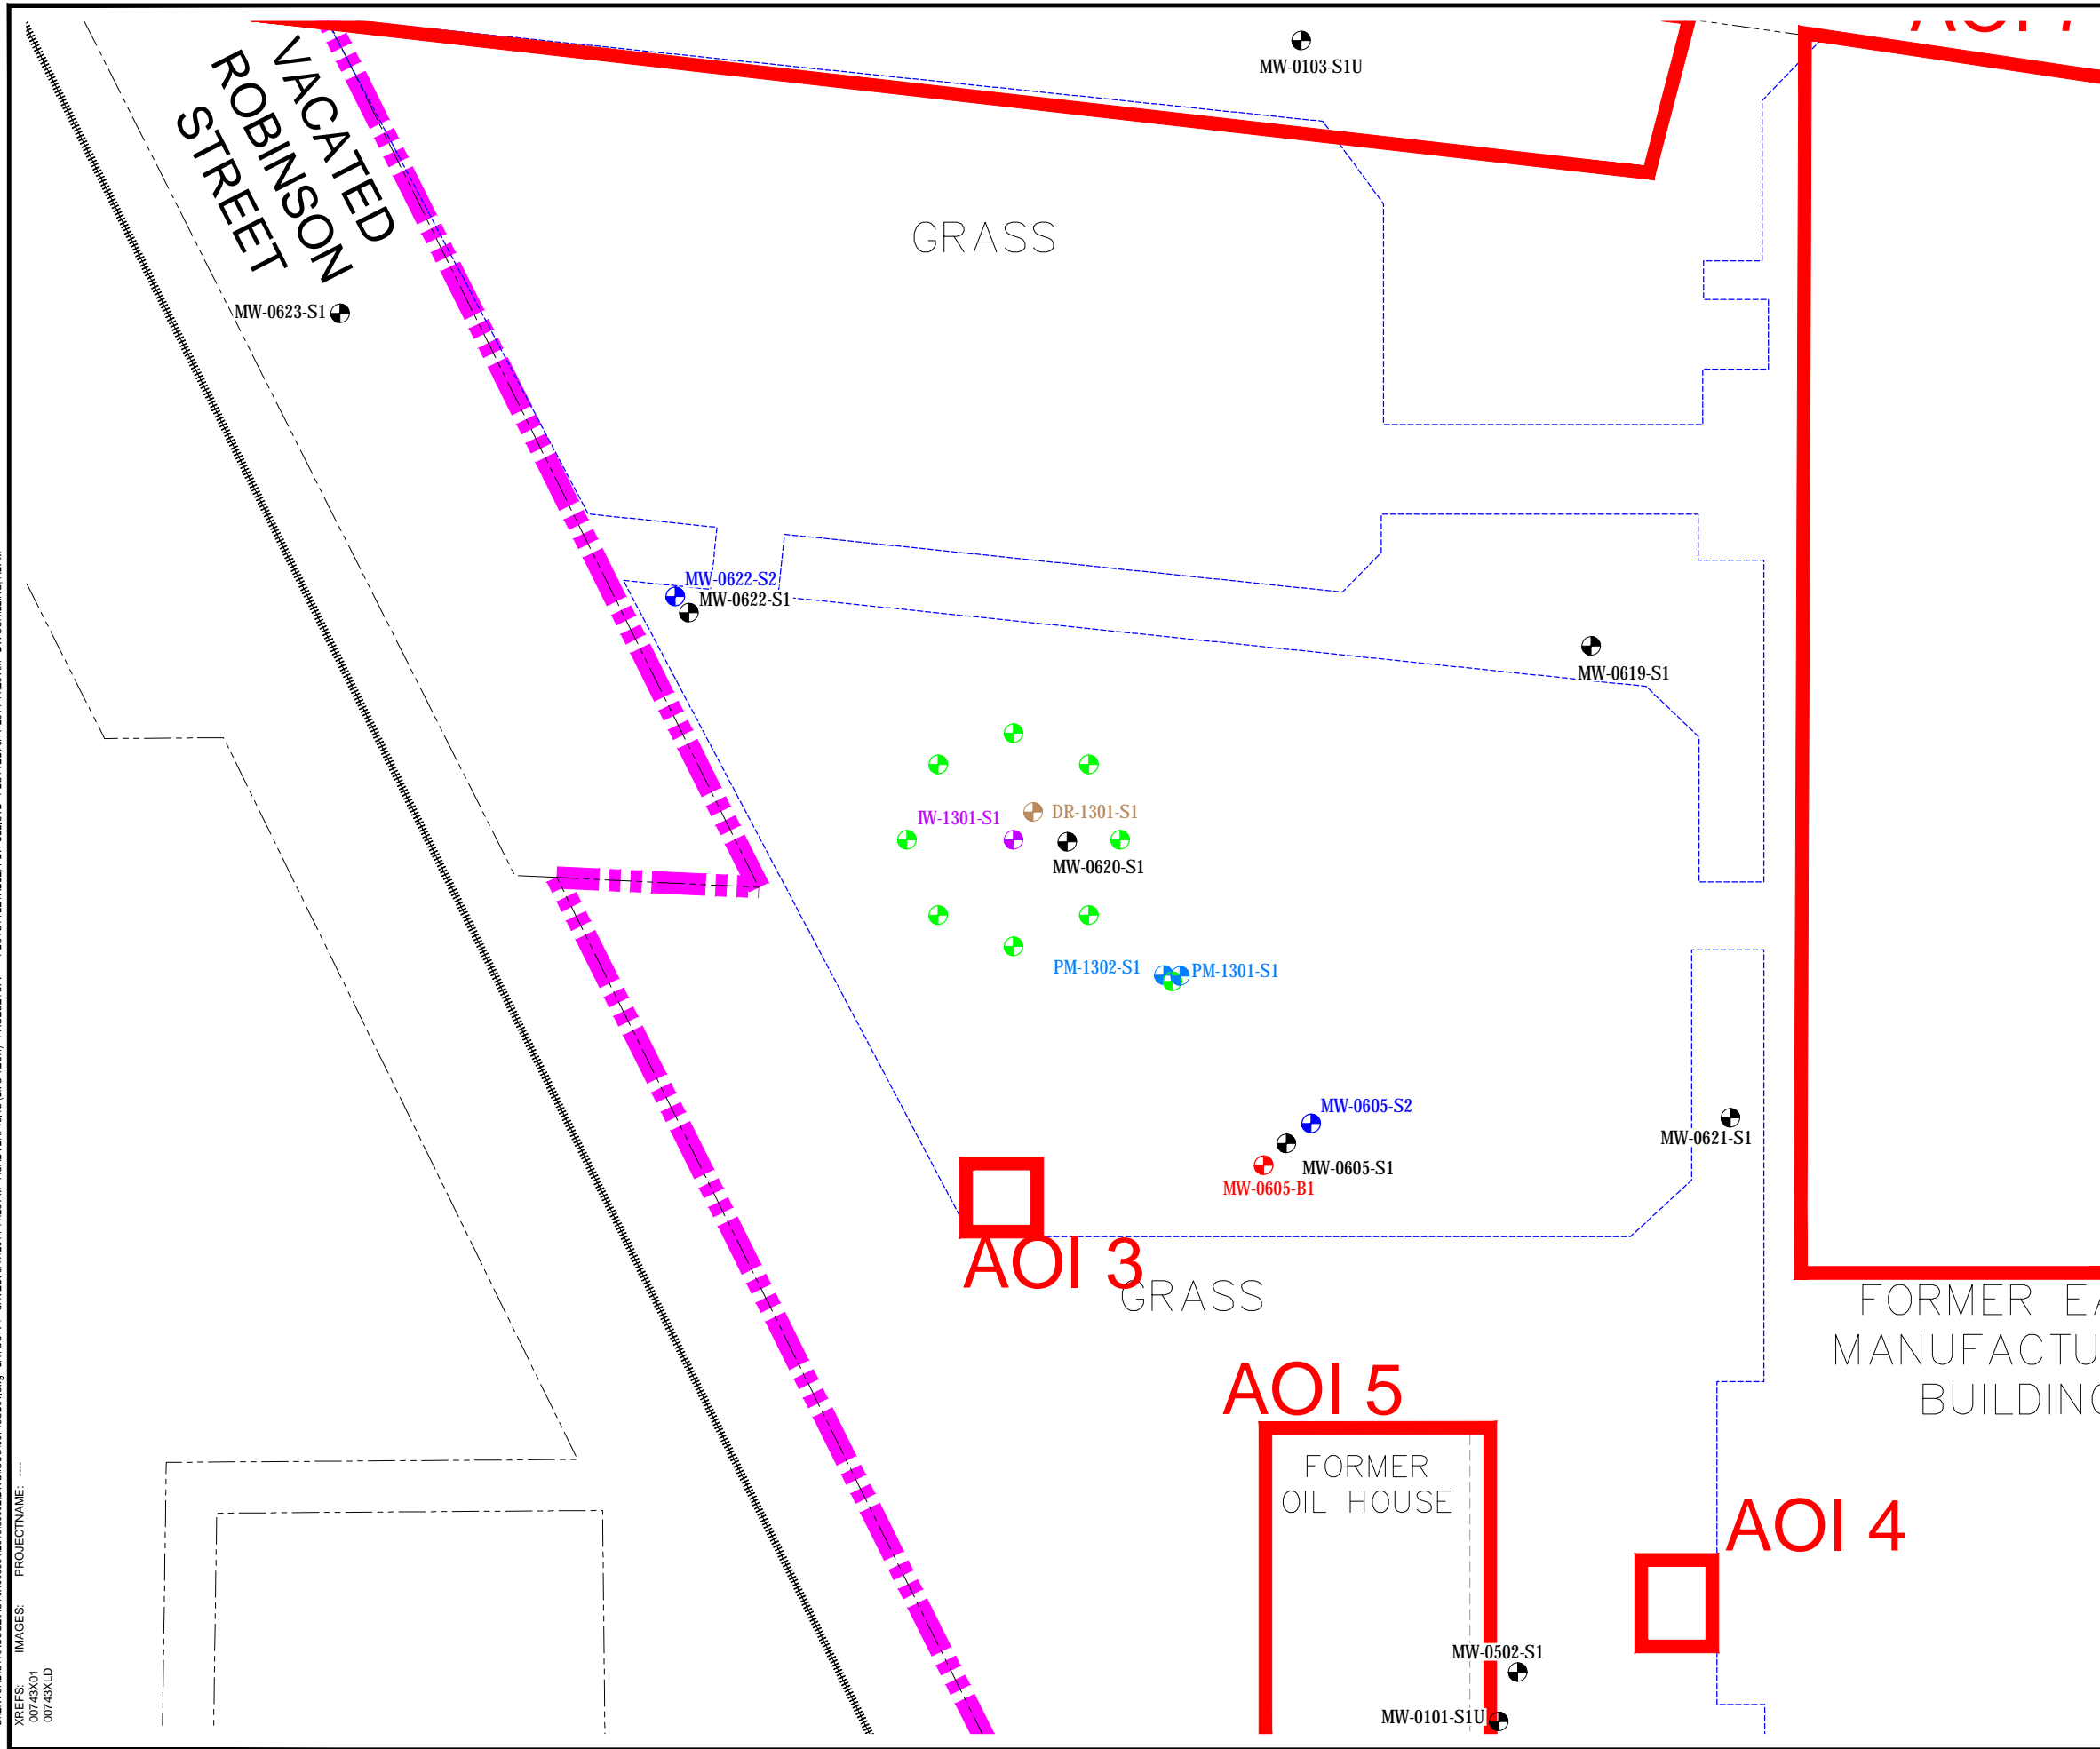 MW-0103-S1U
VACATED
ROBINSON
STREET
GRASS
MW-0623-S1
MW-0622-S2
MW-0622-S1
MW-0619-S1
IW-1301-S1
DR-1301-S1
MW-0620-S1
PM-1302-S1
PM-1301-S1
MW-0605-S2
MW-0605-S1
MW-0605-B1
MW-0621-S1
AOI 3
GRASS
FORMER
MANUFACTU
BUILDING
AOI 5
FORMER
OIL HOUSE
AOI 4
MW-0502-S1
MW-0101-S1U
XREFS: IMAGES: PROJECTNAME: ----
00743X01
00743XLD